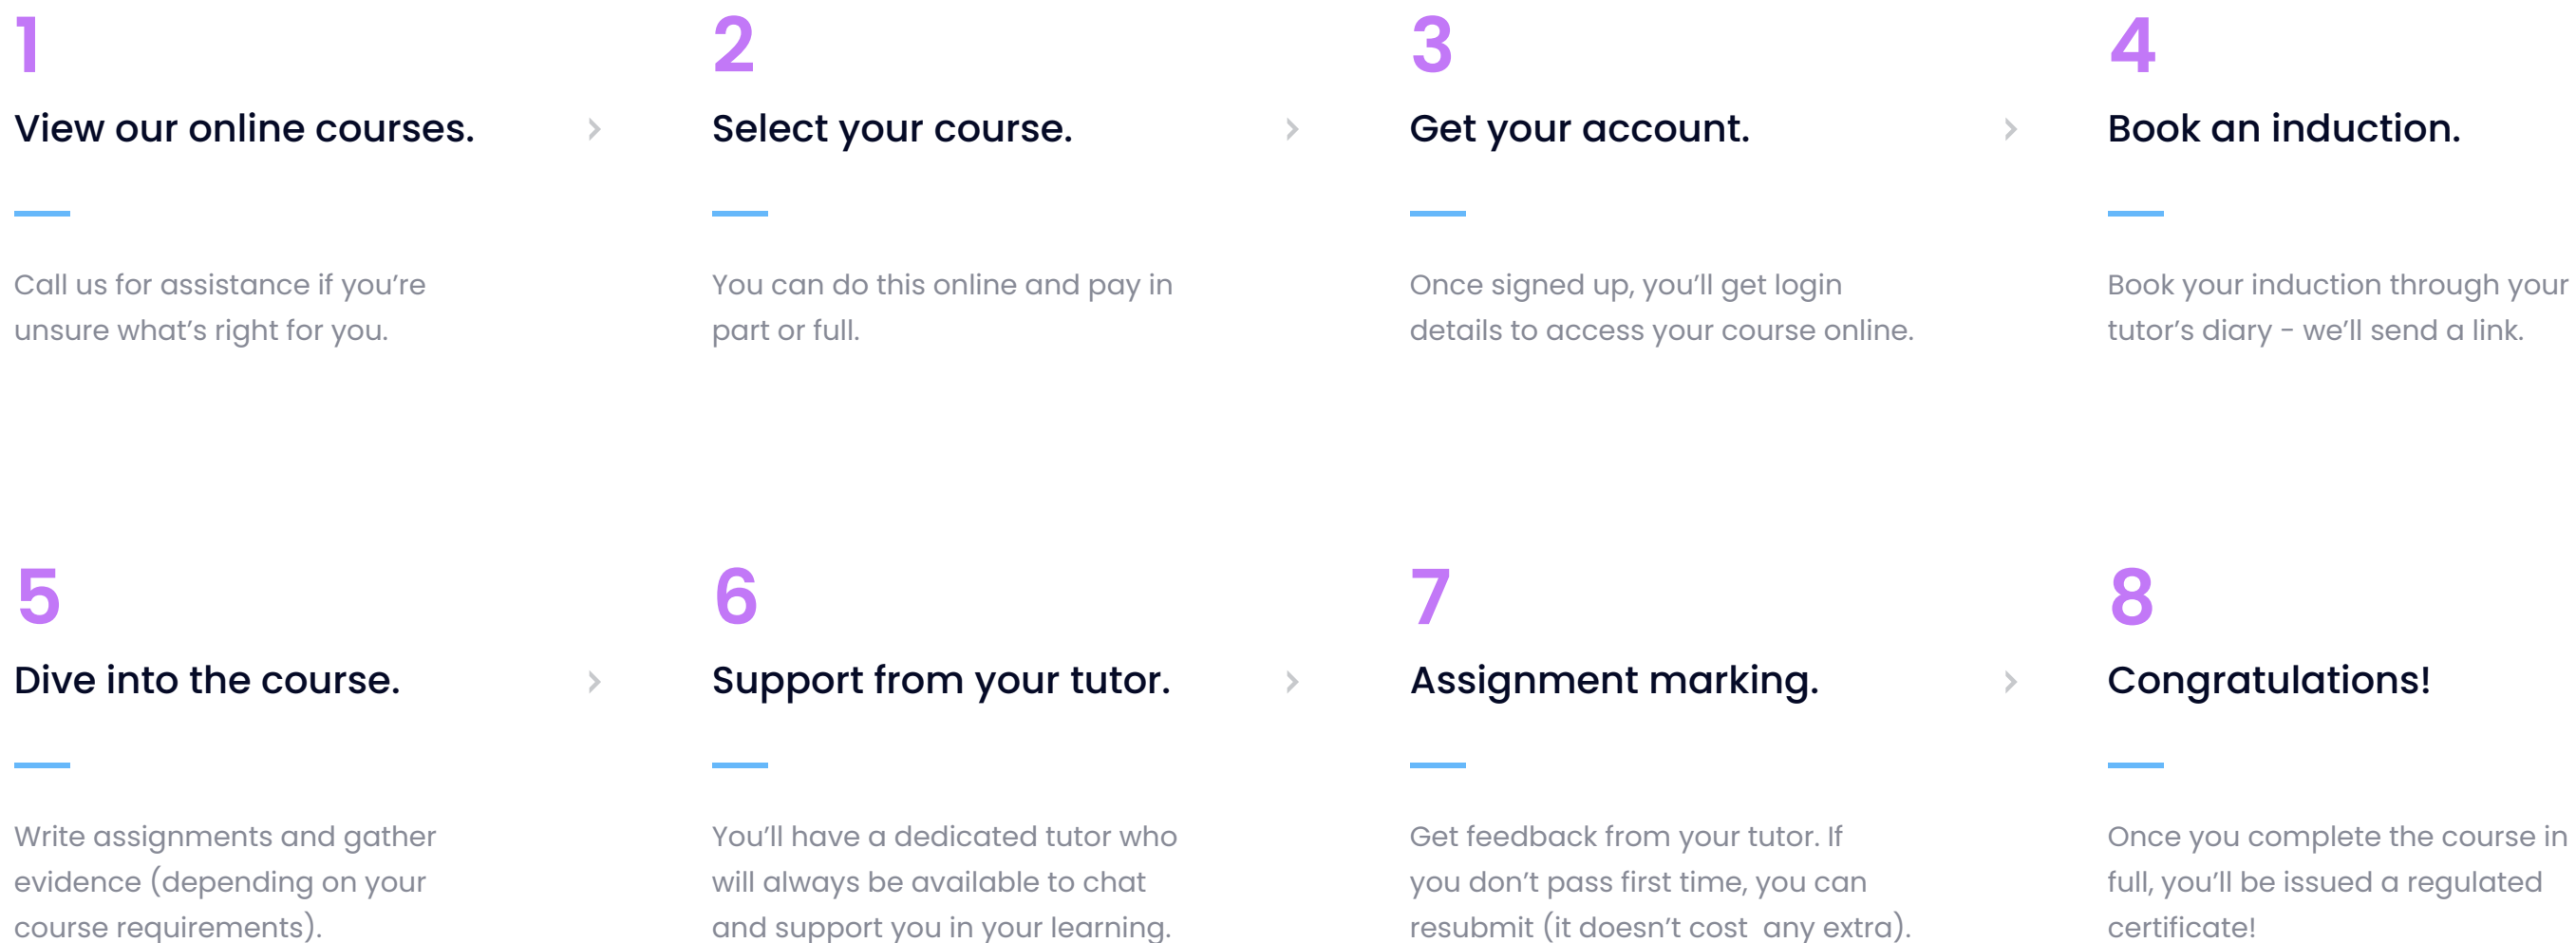 1
View our online courses.
Call us for assistance if you’re
unsure what’s right for you.
2
Select your course.
You can do this online and pay in
part or full.
3
Get your account.
Once signed up, you’ll get login
details to access your course online.
4
Book an induction.
Book your induction through your
tutor’s diary - we’ll send a link.
5
Dive into the course.
Write assignments and gather
evidence (depending on your
course requirements).
6
Support from your tutor.
You’ll have a dedicated tutor who
will always be available to chat
and support you in your learning.
7
Assignment marking.
Get feedback from your tutor. If
you don’t pass first time, you can
resubmit (it doesn’t cost  any extra).
8
Congratulations!
Once you complete the course in
full, you’ll be issued a regulated
certificate!